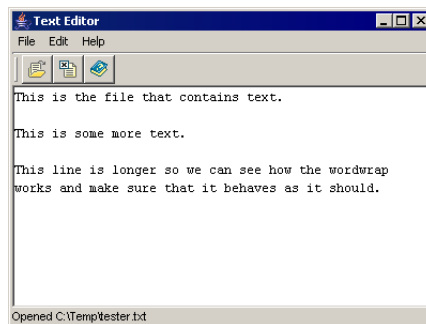 Text Editor
File Edit Help
This is the file that contains text.
This is some more text.
This line is longer so we can see how the wordwrap
works and make sure that it behaves as it should.
Opened C:\Temp\tester.txt